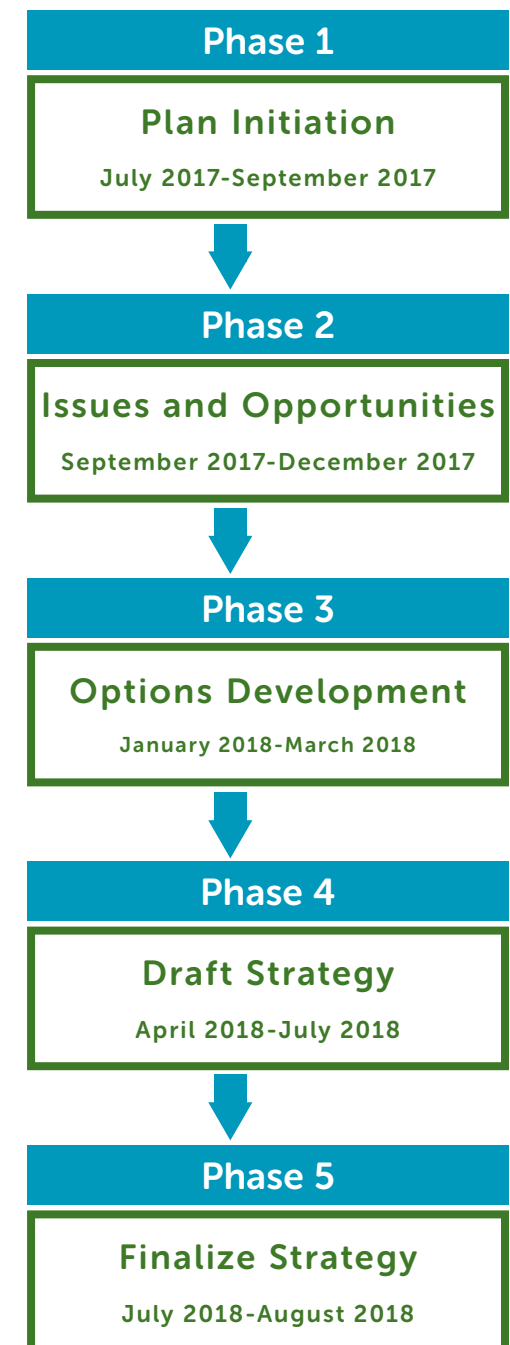 Phase 1
Plan Initiation
July 2017-September 2017
Phase 2
Issues and Opportunities
September 2017-December 2017
Phase 3
Options Development
January 2018-March 2018
Phase 4
Draft Strategy
April 2018-July 2018
Phase 5
Finalize Strategy
July 2018-August 2018